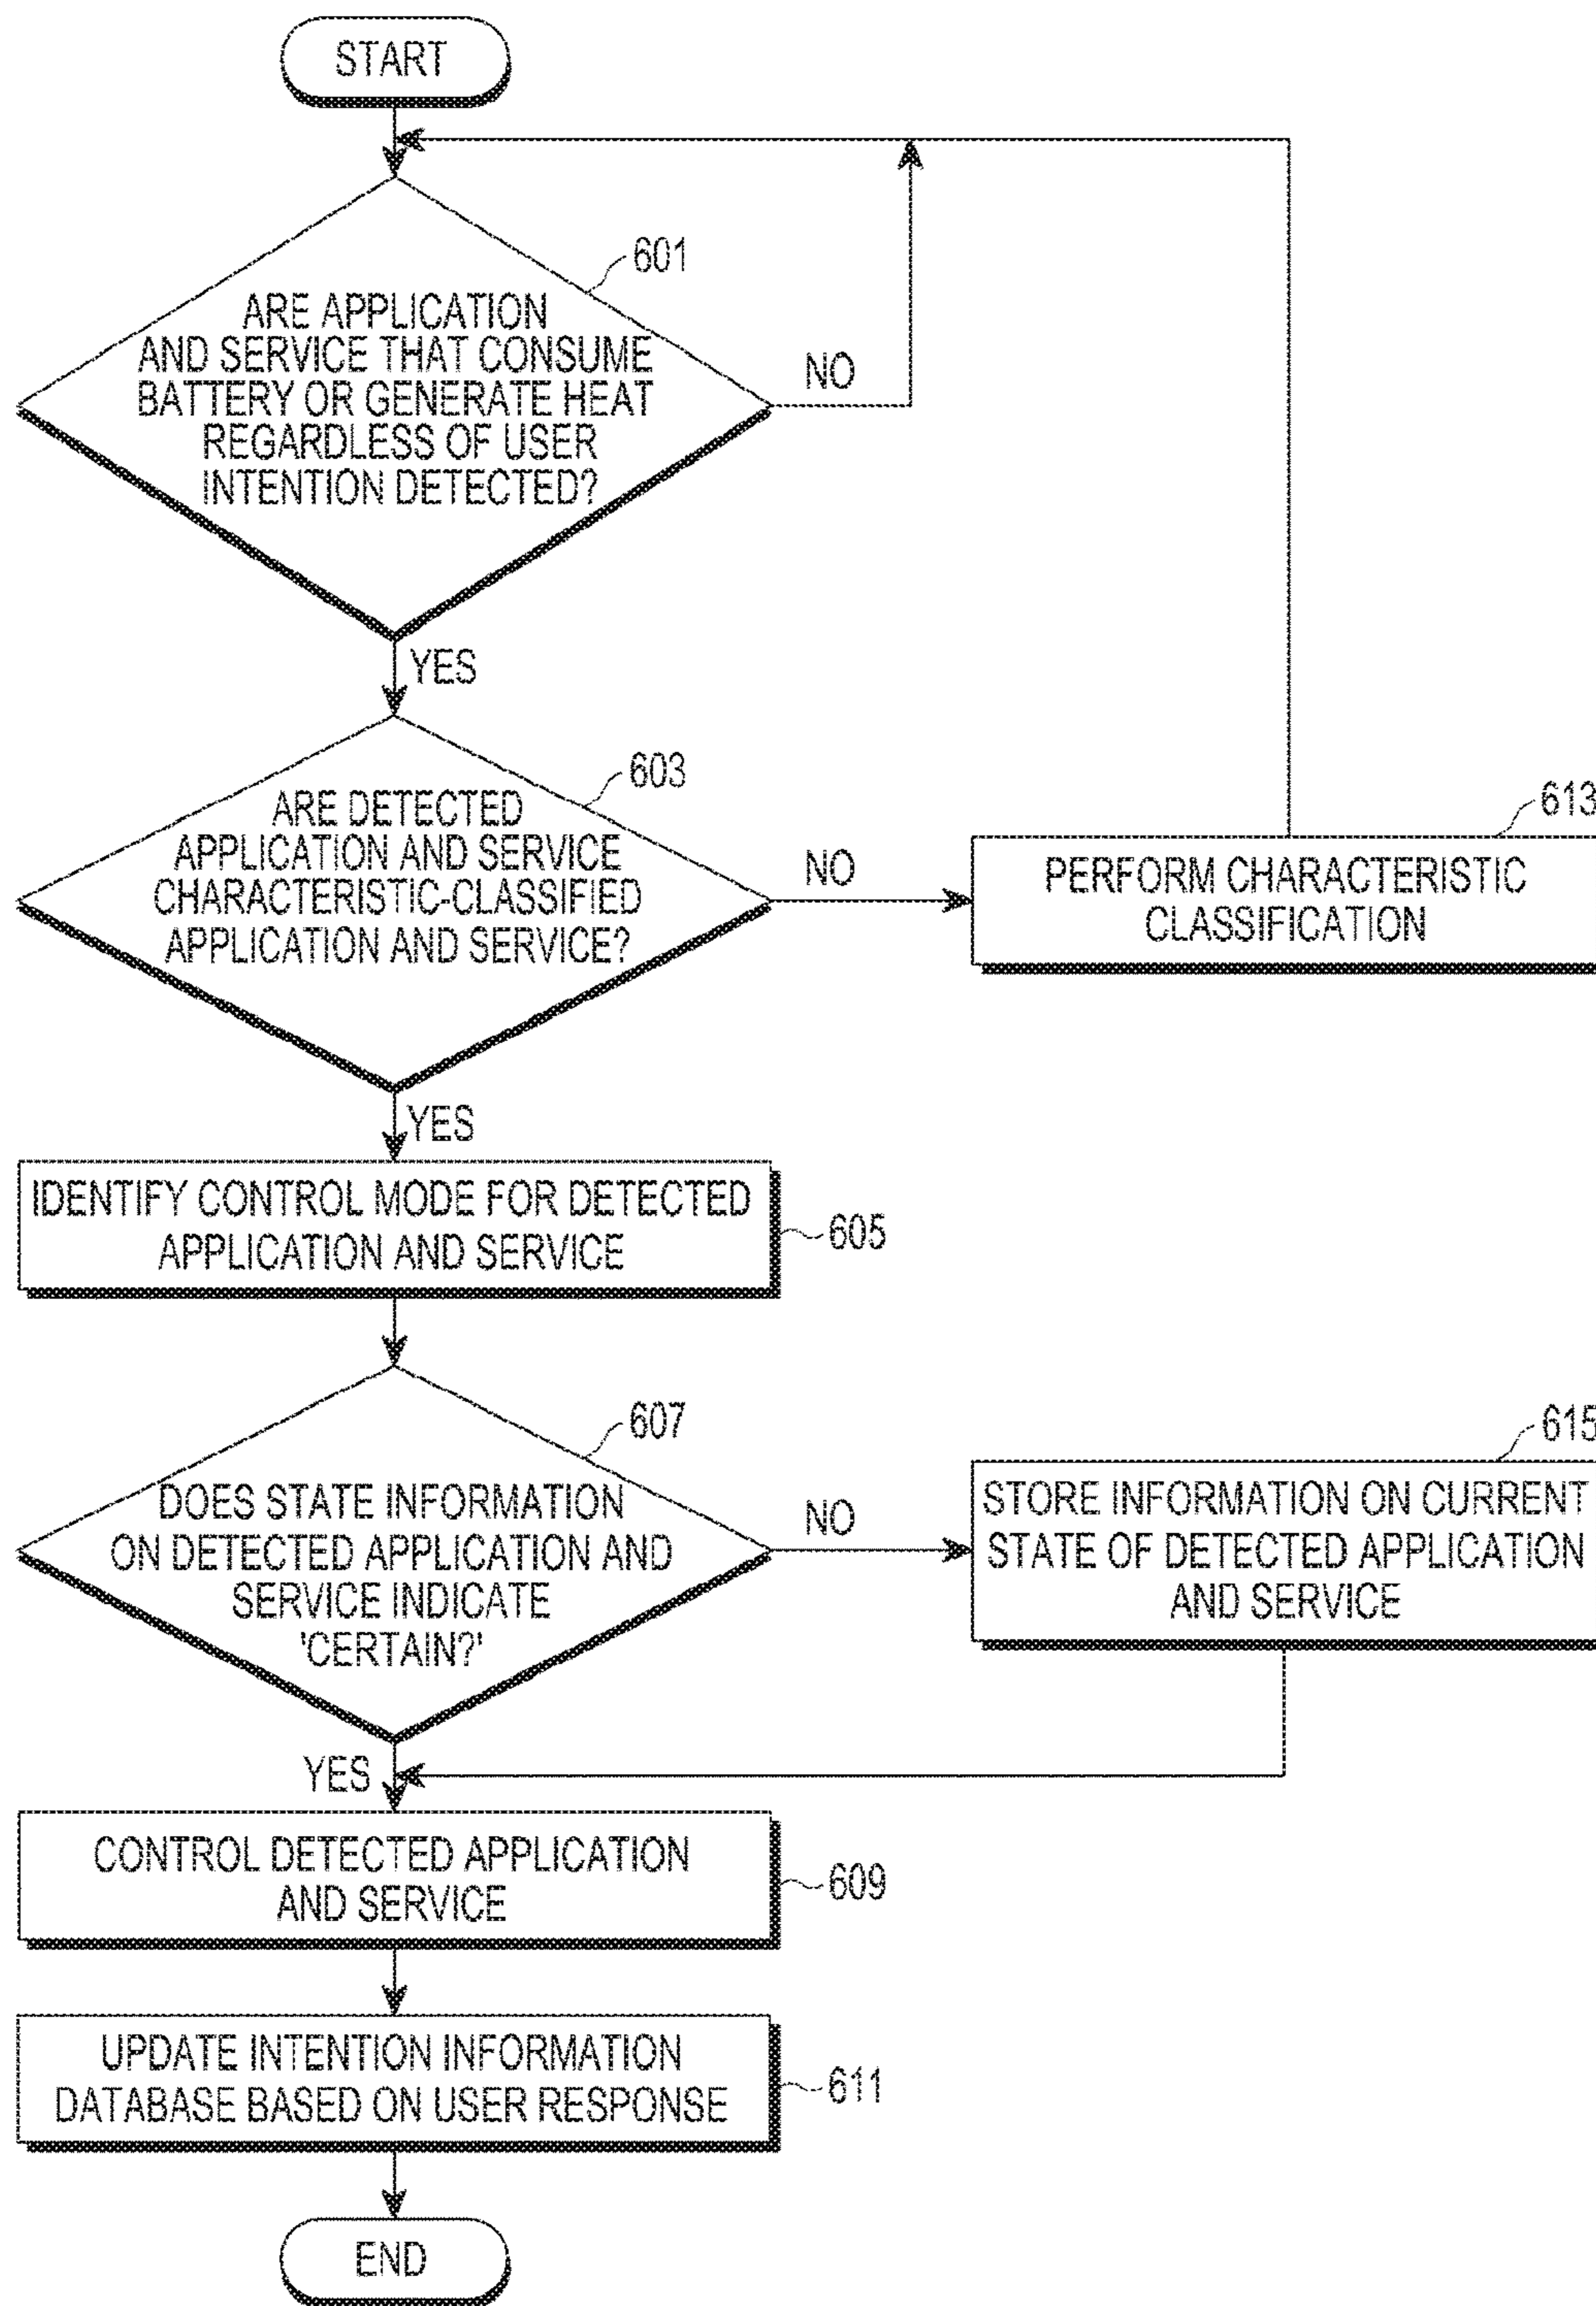 START
601
ARE APPLICATION
AND SERVICE THAT CONSUME
BATTERY OR GENERATE HEAT
REGARDLESS OF USER
INTENTION DETECTED?
NO
YES
603
ARE DETECTED
APPLICATION AND SERVICE
CHARACTERISTIC-CLASSIFIED
APPLICATION AND SERVICE?
NO
613
PERFORM CHARACTERISTIC
CLASSIFICATION
YES
IDENTIFY CONTROL MODE FOR DETECTED
APPLICATION AND SERVICE
605
607
DOES STATE INFORMATION
ON DETECTED APPLICATION AND
SERVICE INDICATE
'CERTAIN?'
NO
615
STORE INFORMATION ON CURRENT
STATE OF DETECTED APPLICATION
AND SERVICE
YES
CONTROL DETECTED APPLICATION
AND SERVICE
609
UPDATE INTENTION INFORMATION
DATABASE BASED ON USER RESPONSE
611
END